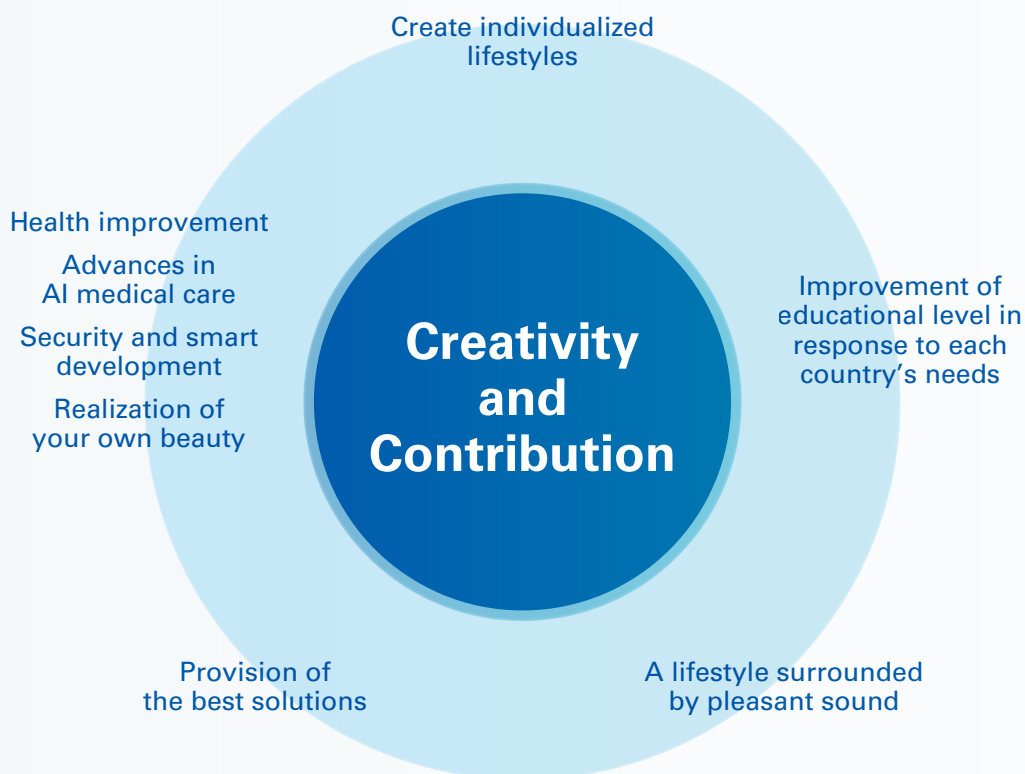 Create individualized
lifestyles
Health improvement
Advances in
AI medical care
Security and smart
development
Realization of
your own beauty
Creativity
and
Contribution
Improvement of
educational level in
response to each
country's needs
Provision of
the best solutions
A lifestyle surrounded
by pleasant sound